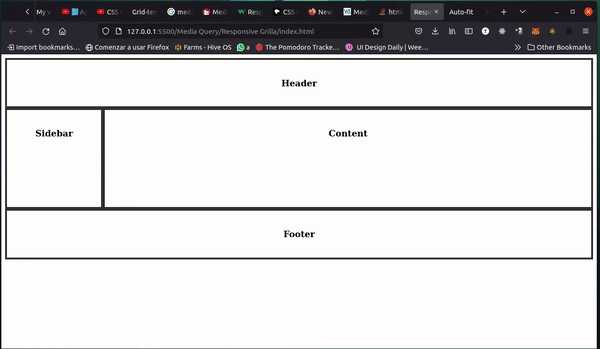 My v CSS Grid-ten med Med Resp CSS New Med html Resp Auto-fit
127.0.0.1:5500/Media Query/Responsive Grilla/index.html
Import bookmarks... Comenzar a usar Firefox Farms - Hive OS a The Pomodoro Tracke... UI Design Daily | Wee... Other Bookmarks
Header
Sidebar Content
Footer